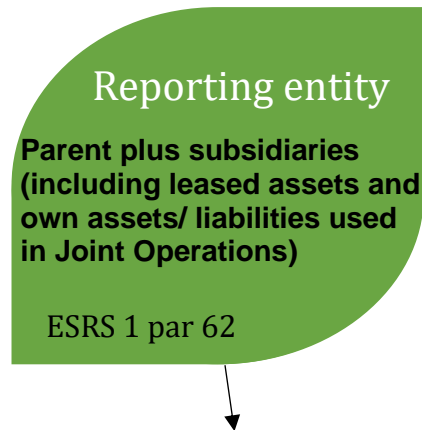 Reporting entity
Parent plus subsidiaries
(including leased assets and
own assets/ liabilities used
in Joint Operations)
ESRS 1 par 62